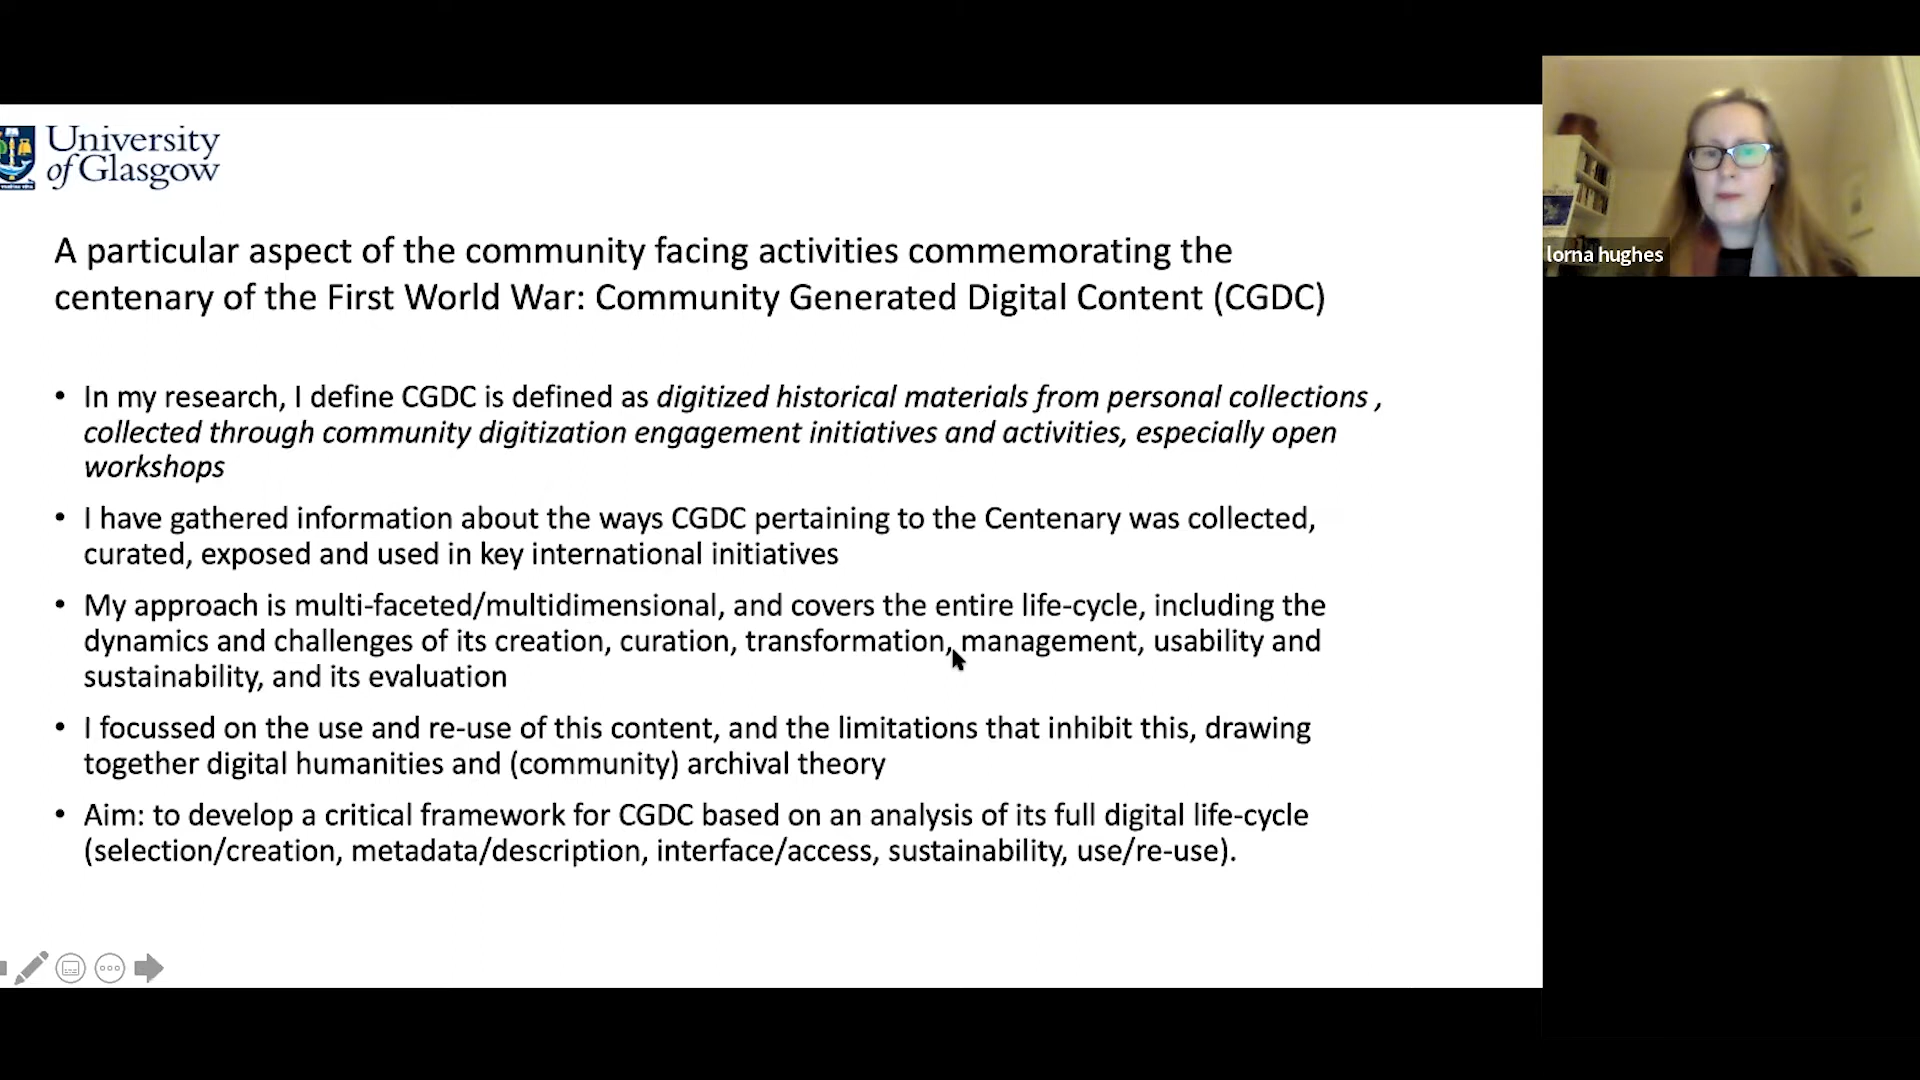 University
of Glasgow
A particular aspect of the community facing activities commemorating the
centenary of the First World War: Community Generated Digital Content (CGDC)
• In my research, I define CGDC is defined as digitized historical materials from personal collections ,
collected through community digitization engagement initiatives and activities, especially open
workshops
• I have gathered information about the ways CGDC pertaining to the Centenary was collected,
curated, exposed and used in key international initiatives
• My approach is multi-faceted/multidimensional, and covers the entire life-cycle, including the
dynamics and challenges of its creation, curation, transformation, management, usability and
sustainability, and its evaluation
• I focussed on the use and re-use of this content, and the limitations that inhibit this, drawing
together digital humanities and (community) archival theory
• Aim: to develop a critical framework for CGDC based on an analysis of its full digital life-cycle
(selection/creation, metadata/description, interface/access, sustainability, use/re-use).
lorna hughes